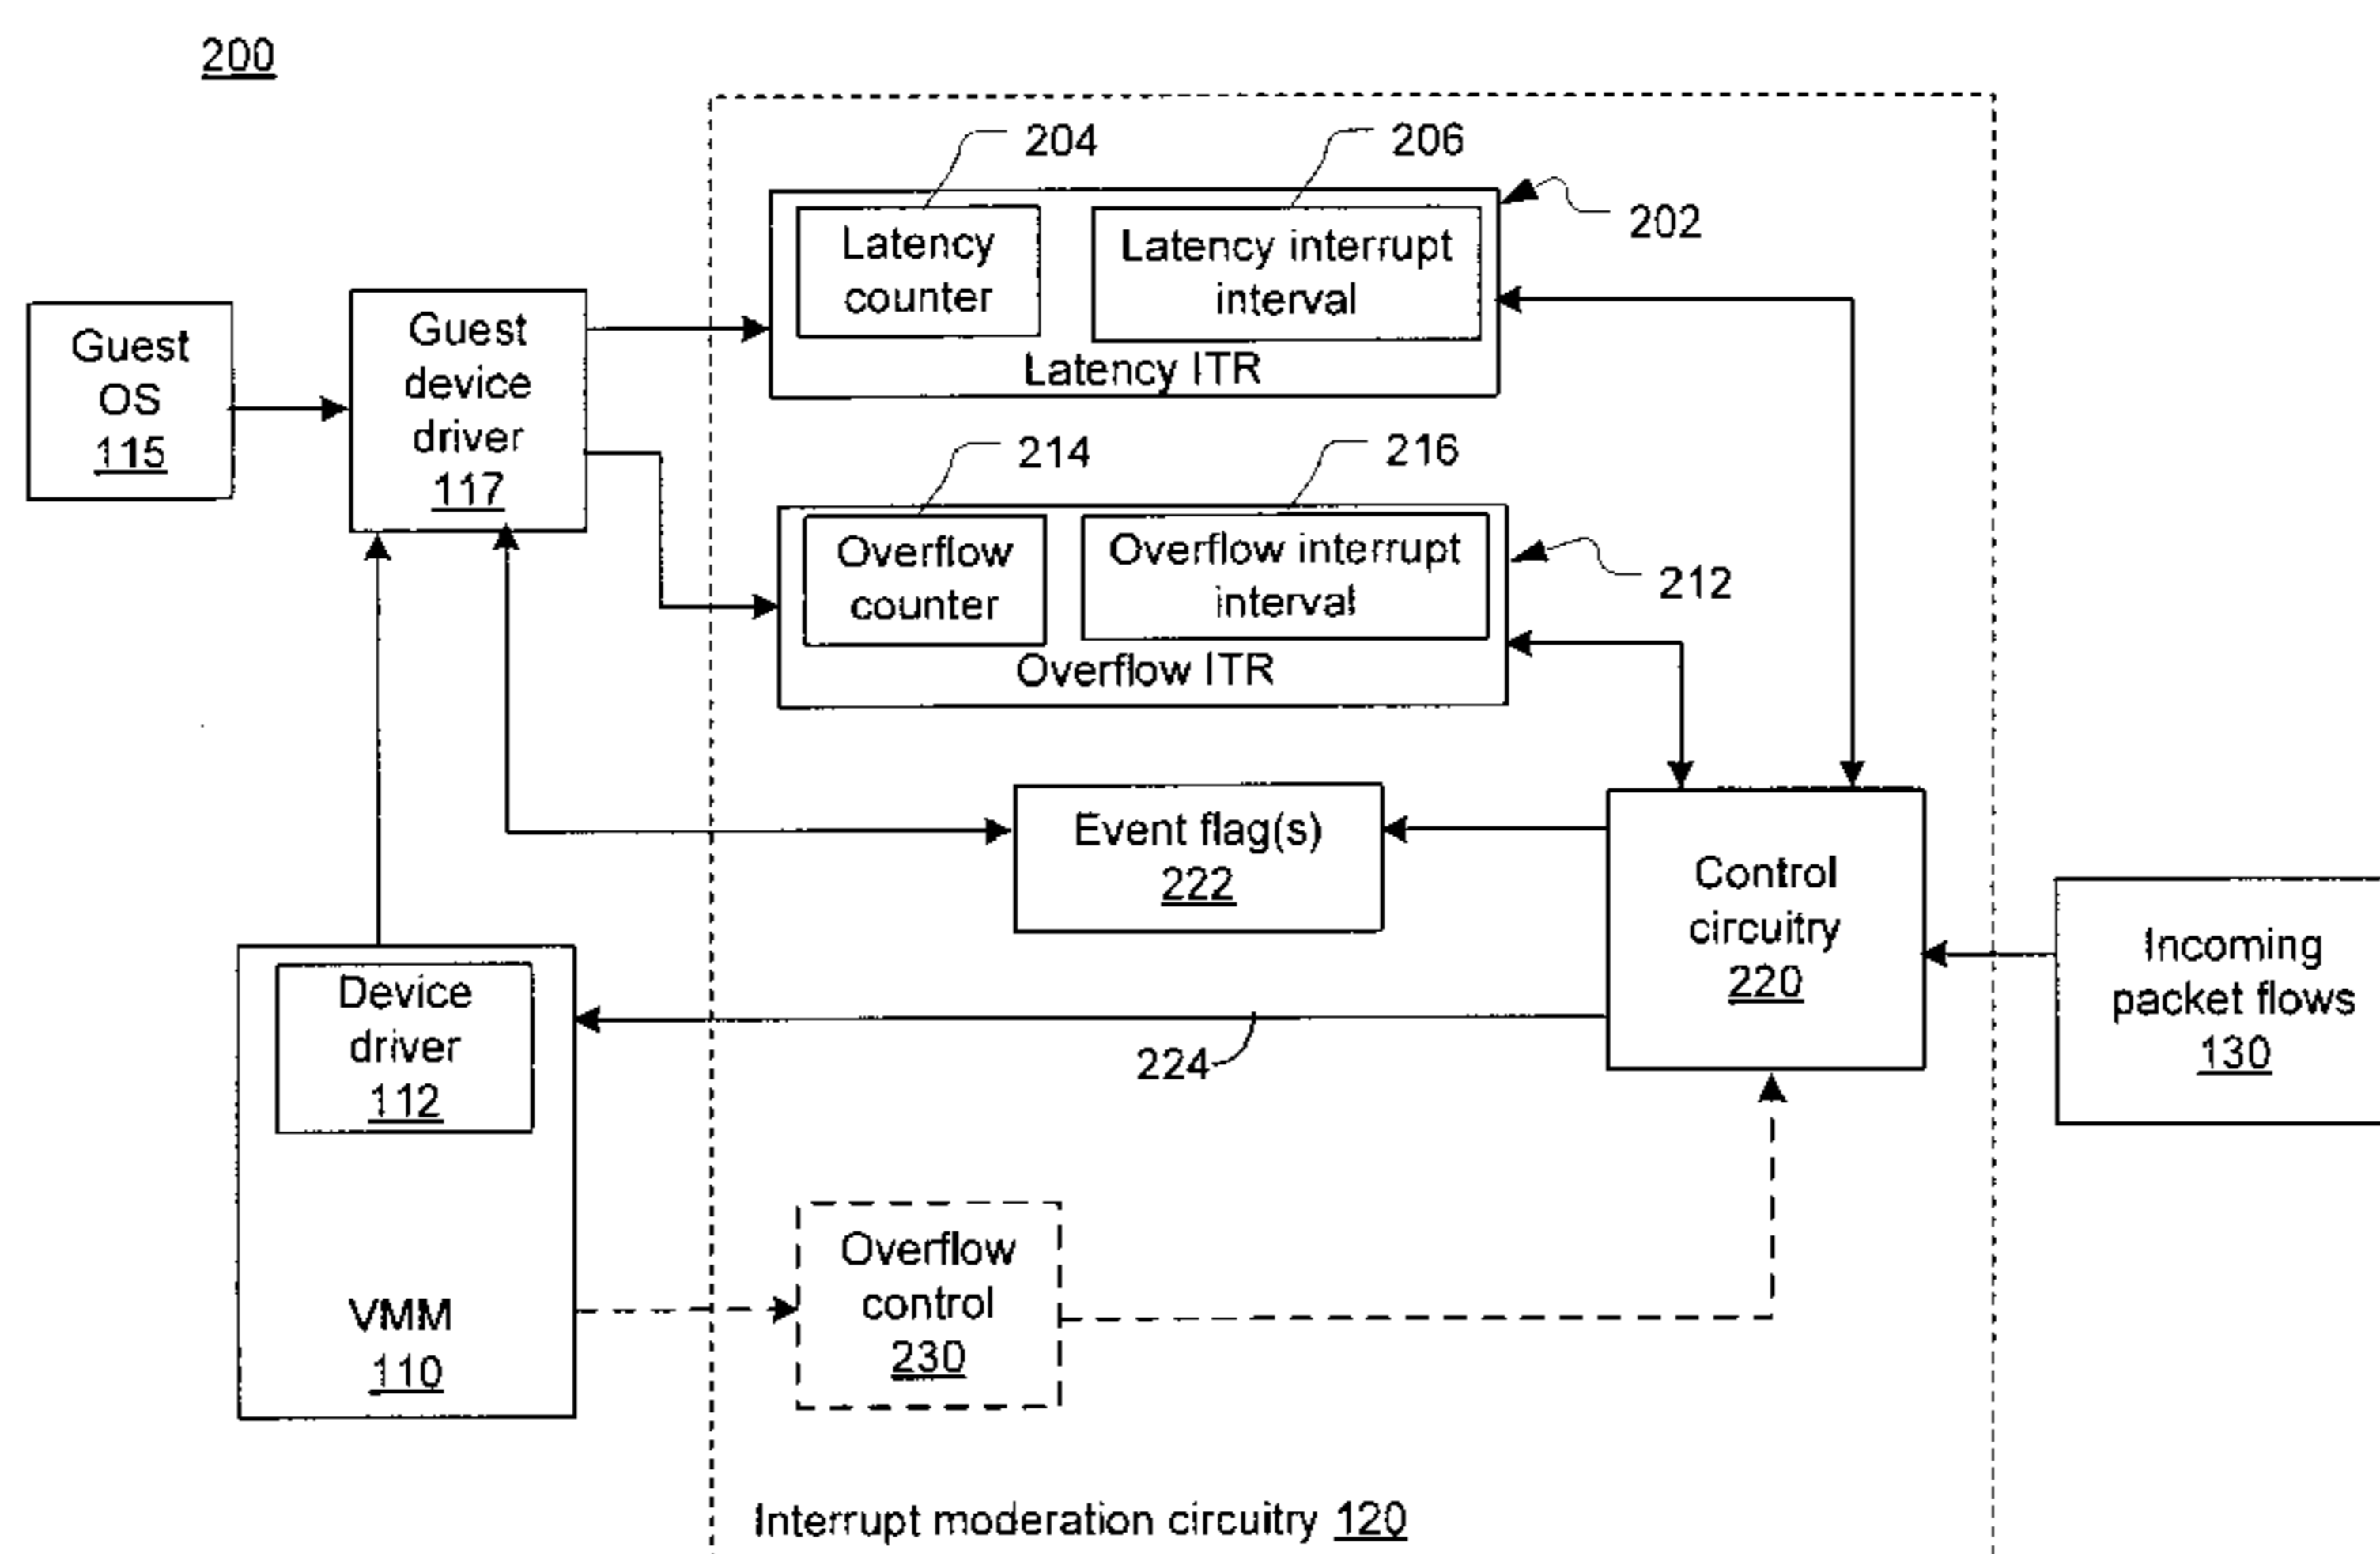 200
204
206
202
Latency
counter
Latency interrupt
interval
Latency ITR
Guest
OS
115
Guest
device
driver
117
214
216
212
Overflow
counter
Overflow interrupt
interval
Overflow ITR
Event flag(s)
222
Control
circuitry
220
Incoming
packet flows
130
Device
driver
112
224
VMM
110
Overflow
control
230
Interrupt moderation circuitry 120